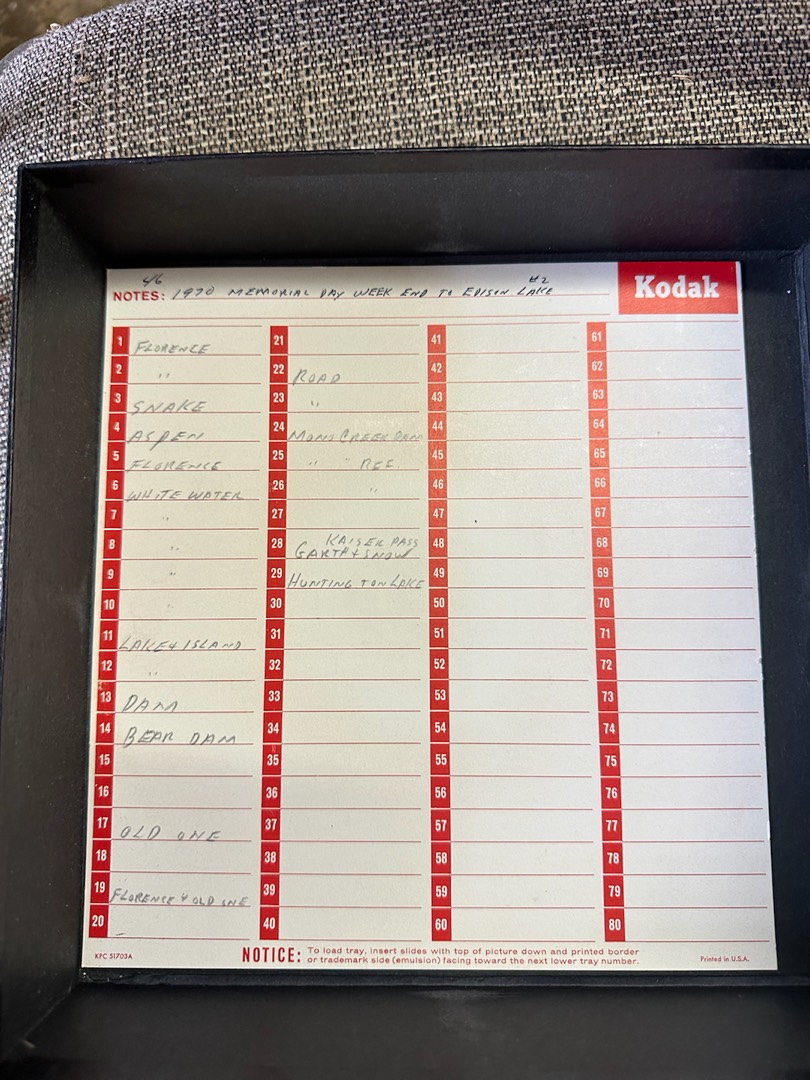 46 #2
NOTES: 1970 MEMORIAL DAY WEEK END TO EDISON LAKE
Kodak
1 FLORENCE
2 " "
3 SNAKE
4 ASPEN
5 FLORENCE
6 WHITE WATER
7 "
8 "
9 "
10 "
11 LAKE & ISLAND
12 " "
13 DAM
14 BEAR DAM
15
16
17 OLD ONE
18
19 FLORENCE & OLD ONE
20 –
21
22 ROAD
23 "
24 MONO CREEK DAM
25 " " REF
26 "
27
28 KAISER PASS
GARTH & SNOW
29 HUNTINGTON LAKE
30
31
32
33
34
35
36
37
38
39
40
41
42
43
44
45
46
47
48
49
50
51
52
53
54
55
56
57
58
59
60
61
62
63
64
65
66
67
68
69
70
71
72
73
74
75
76
77
78
79
80
KPC 51703A
NOTICE: To load tray, insert slides with top of picture down and printed border
or trademark side (emulsion) facing toward the next lower tray number.
Printed in U.S.A.